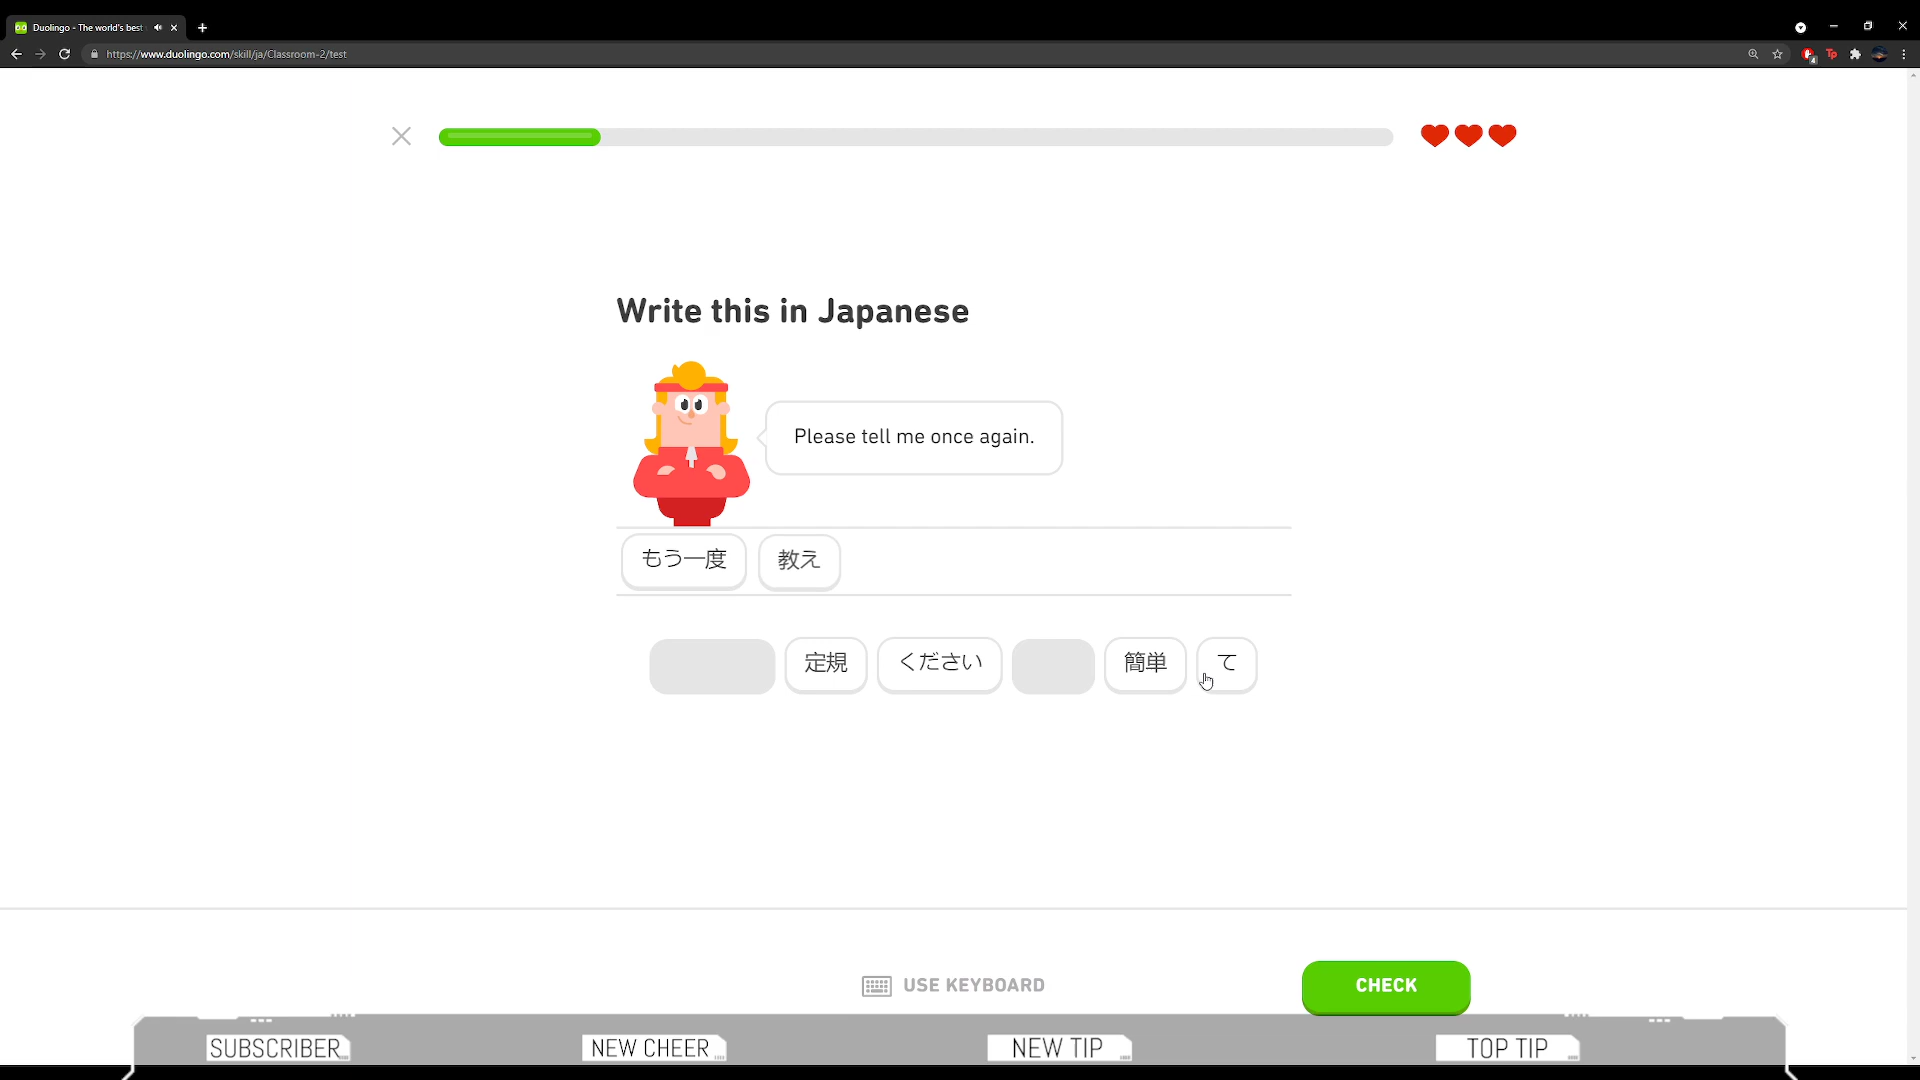 Duolingo - The world's best
https://www.duolingo.com/skill/ja/Classroom-2/test
Write this in Japanese
Please tell me once again.
もう一度 教え
定規 ください 簡単 て
USE KEYBOARD
CHECK
SUBSCRIBER NEW CHEER NEW TIP TOP TIP